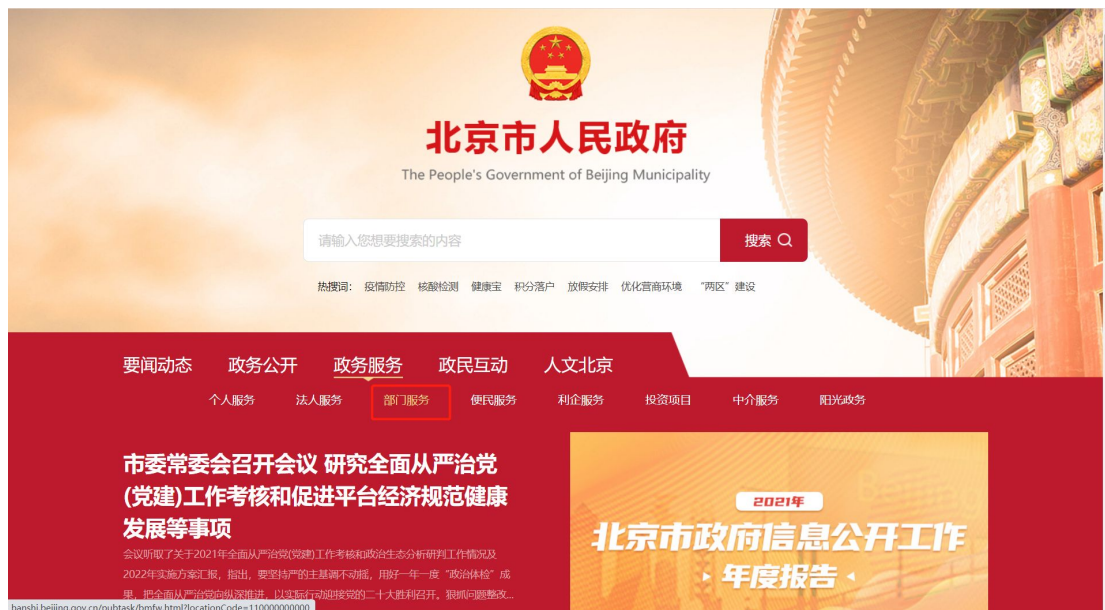 北京市人民政府
The People's Government of Beijing Municipality
请输入您想要搜索的内容
搜索
热搜词： 疫情防控 核酸检测 健康宝 积分落户 放假安排 优化营商环境 “两区”建设
要闻动态 政务公开 政务服务 政民互动 人文北京
个人服务 法人服务 部门服务 便民服务 利企服务 投资项目 中介服务 阳光政务
市委常委会召开会议 研究全面从严治党
(党建)工作考核和促进平台经济规范健康
发展等事项
会议听取了关于2021年全面从严治党(党建)工作考核和政治生态分析研判工作情况及
2022年实施方案汇报，指出，要坚持严的主基调不动摇，用好一年一度“政治体检”成
果，把全面从严治党向纵深推进，以实际行动迎接党的二十大胜利召开。狠抓问题整改...
2021年
北京市政府信息公开工作
年度报告
banshi.beijing.gov.cn/pubtask/bmfw.html?locationCode=110000000000